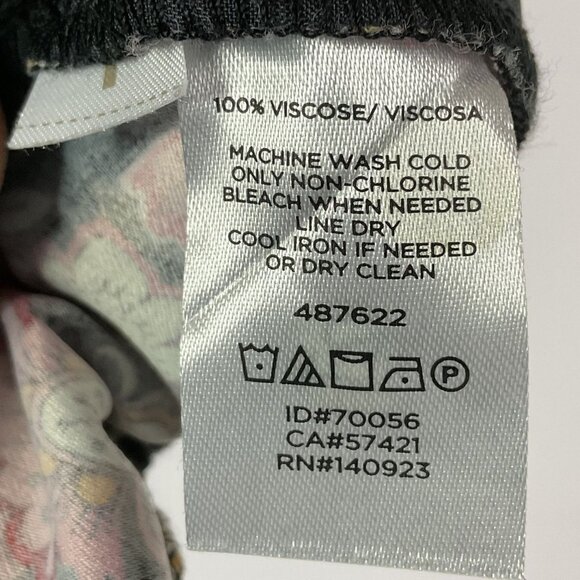 100% VISCOSE/ VISCOSA
MACHINE WASH COLD
ONLY NON-CHLORINE
BLEACH WHEN NEEDED
LINE DRY
COOL IRON IF NEEDED
OR DRY CLEAN
487622
P
ID#70056
CA#57421
RN#140923